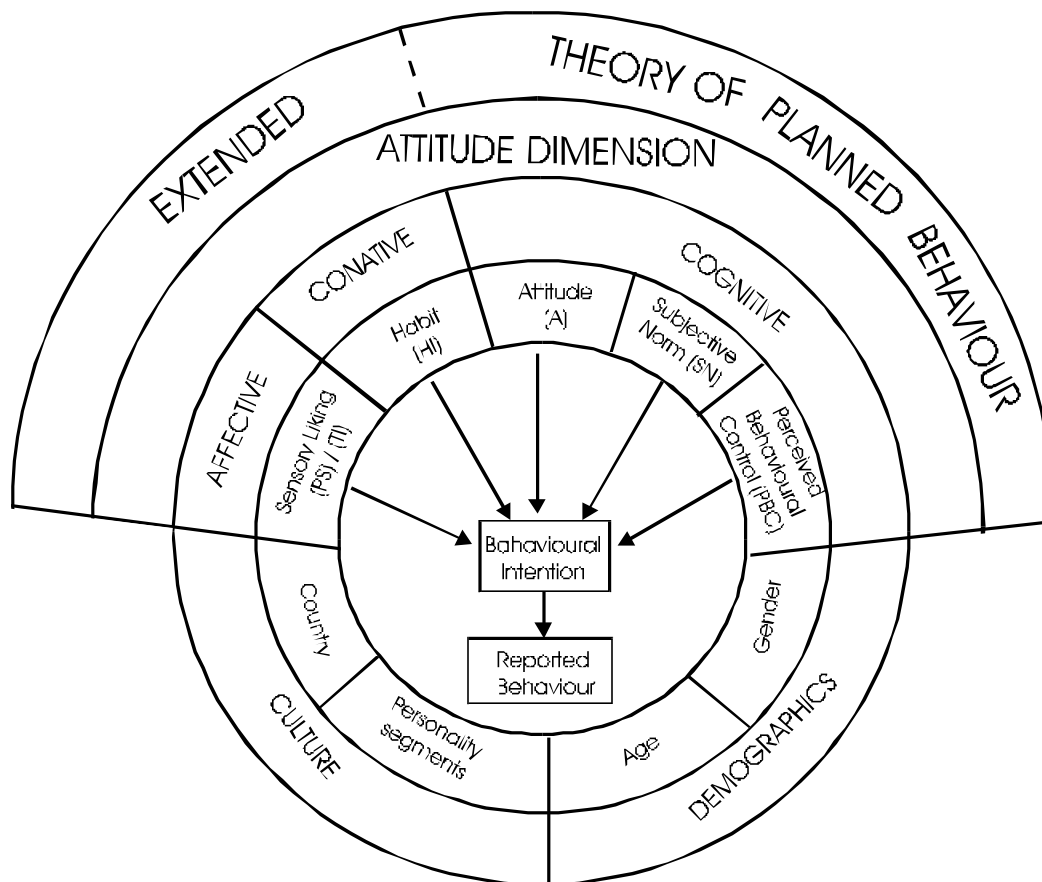 EXTENDED
THEORY OF PLANNED BEHAVIOUR
ATTITUDE DIMENSION
AFFECTIVE
CONATIVE
COGNITIVE
Sensory Liking
(PS) / (TI)
Habit
(HI)
Attitude
(A)
Subjective
Norm (SN)
Perceived
Behavioural
Control (PBC)
Bahavioural
Intention
Reported
Behaviour
Country
Personality
segments
Age
Gender
CULTURE
DEMOGRAPHICS